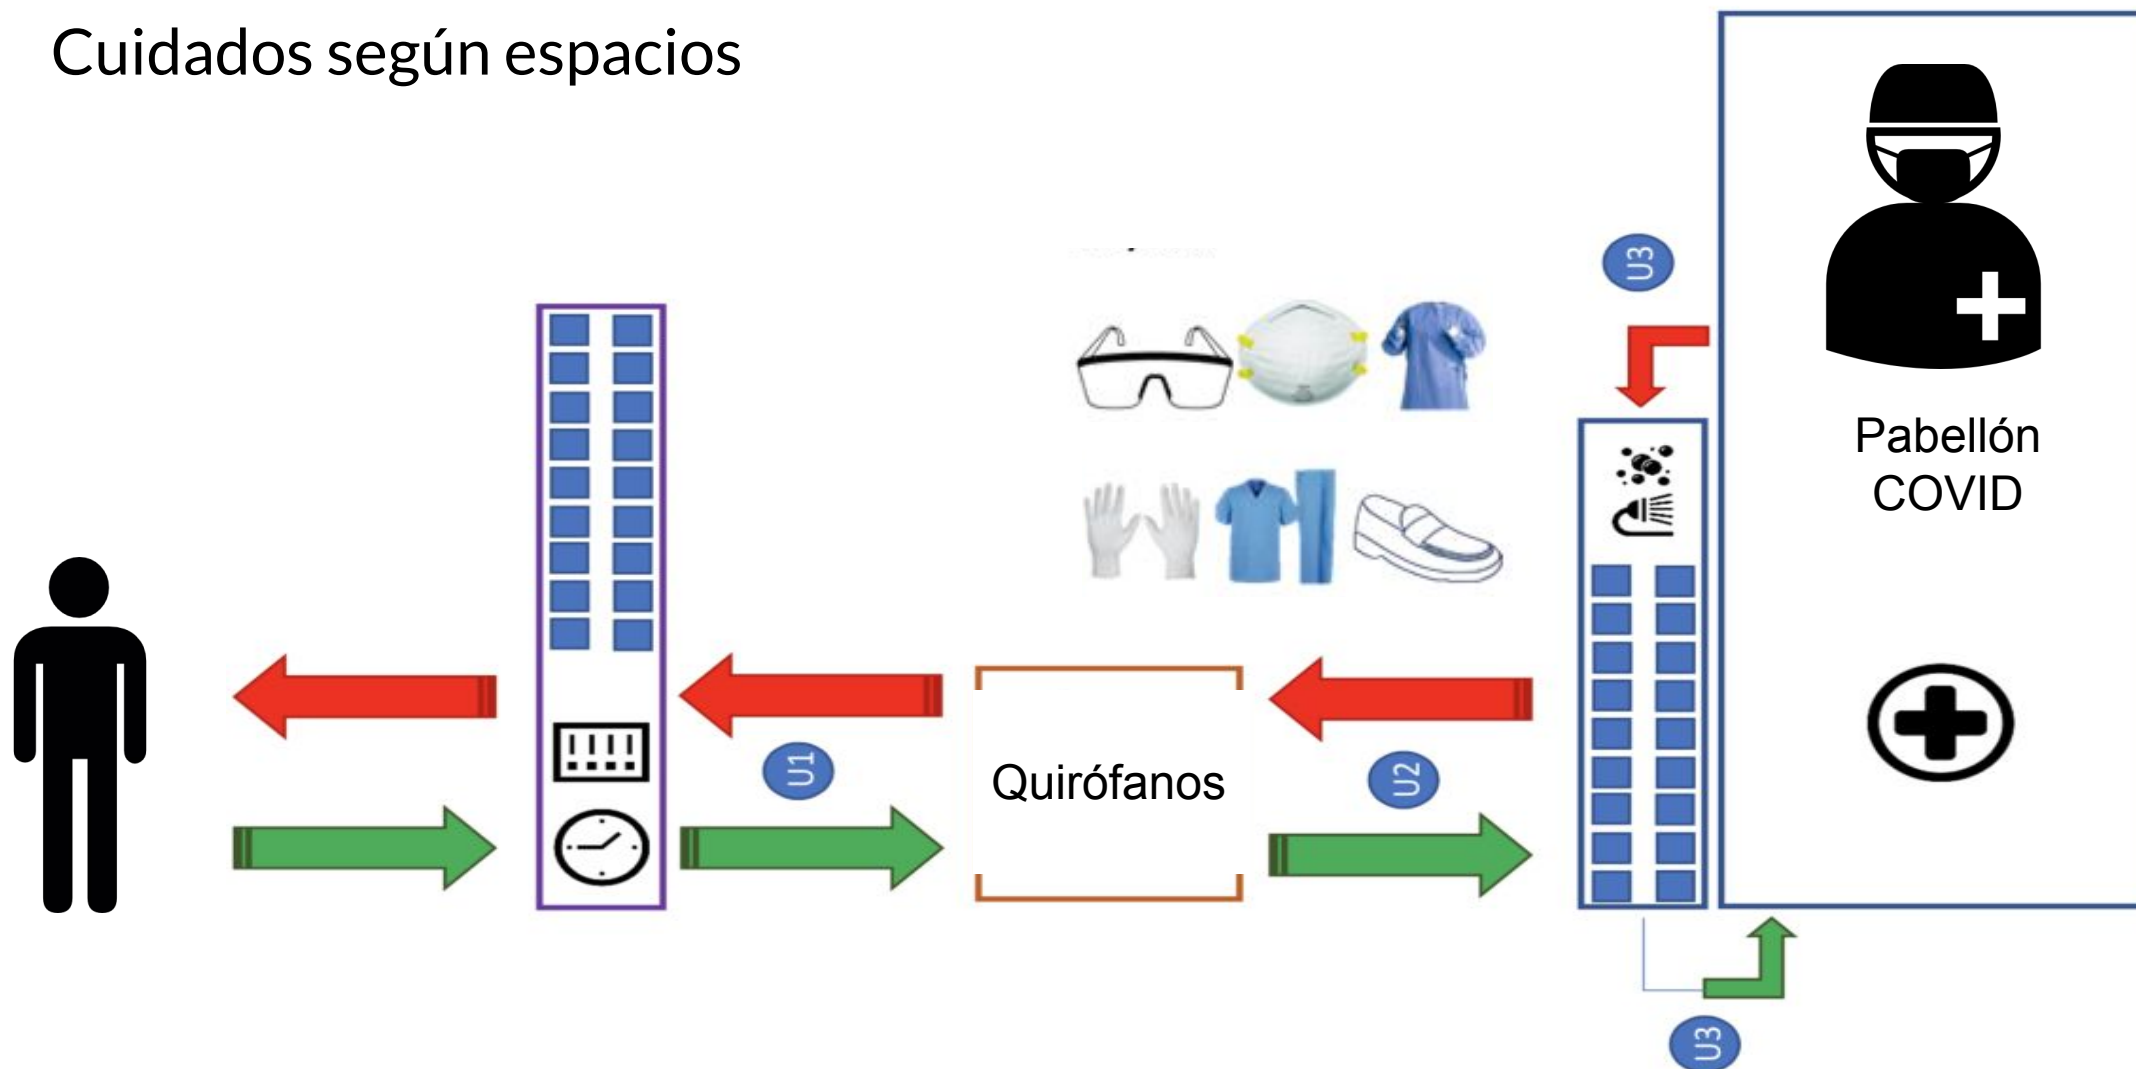 Cuidados según espacios
U3
Pabellón
COVID
U1
Quirófanos
U2
U3